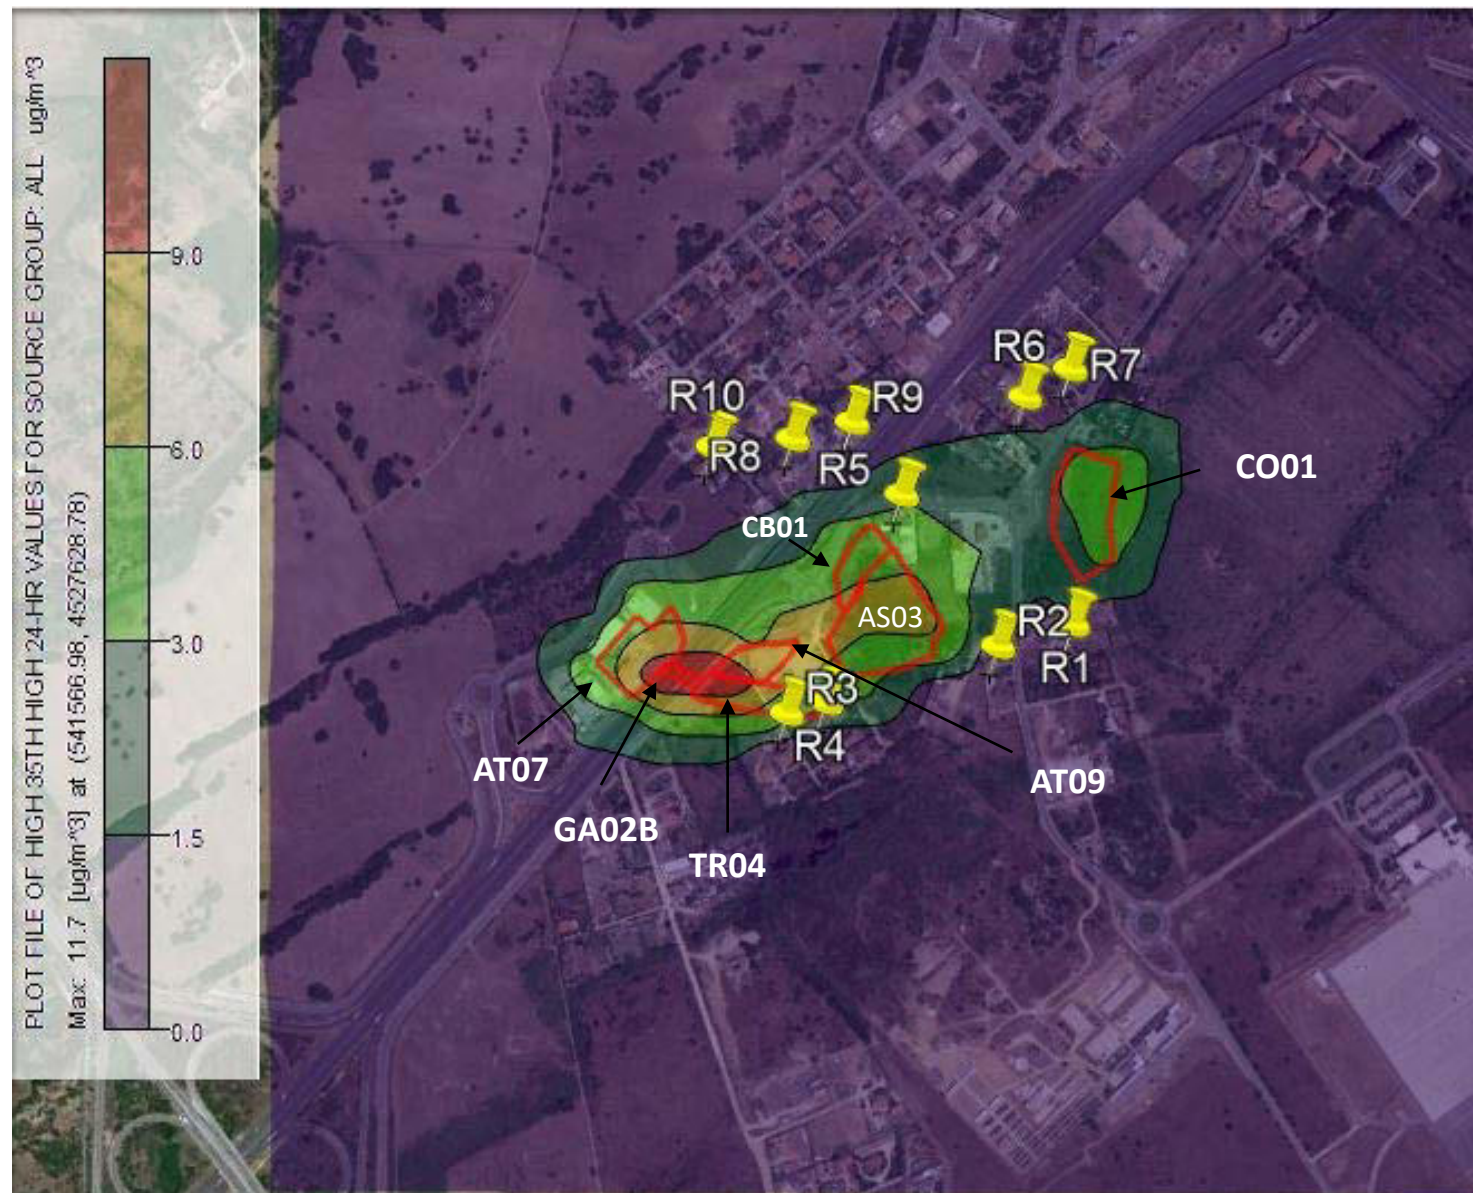 PLOT FILE OF HIGH 35TH HIGH 24-HR VALUES FOR SOURCE GROUP: ALL ug/m^3
Max: 11.7 [ug/m^3] at (541566.98, 4527628.78)
9.0
6.0
3.0
1.5
0.0
R6
R7
R10
R9
R8
R5
CO01
CB01
AS03
R2
R1
R3
R4
AT07
AT09
GA02B
TR04